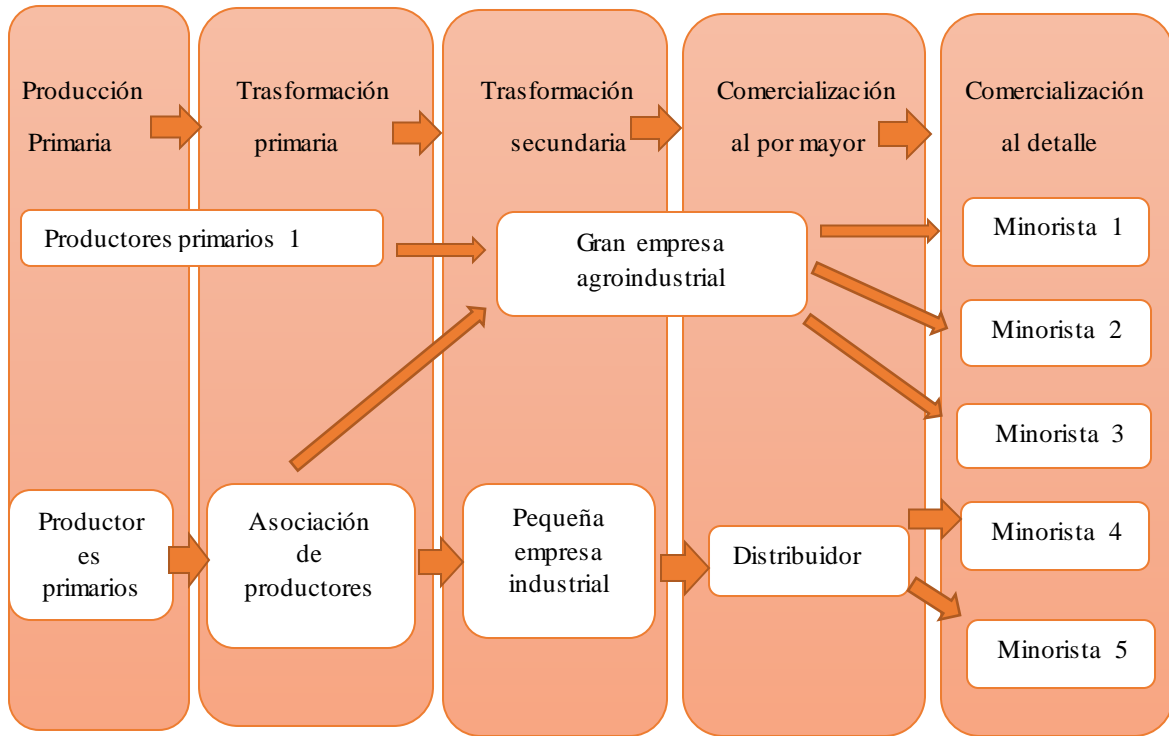 Producción
Primaria
Trasformación
primaria
Trasformación
secundaria
Comercialización
al por mayor
Comercialización
al detalle
Productores primarios 1
Gran empresa
agroindustrial
Minorista 1
Minorista 2
Minorista 3
Productor
es
primarios
Asociación
de
productores
Pequeña
empresa
industrial
Distribuidor
Minorista 4
Minorista 5